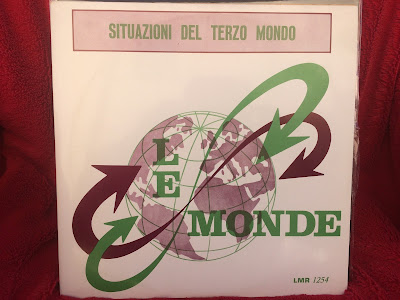 SITUAZIONI DEL TERZO MONDO
LE
MONDE
LMR 1254